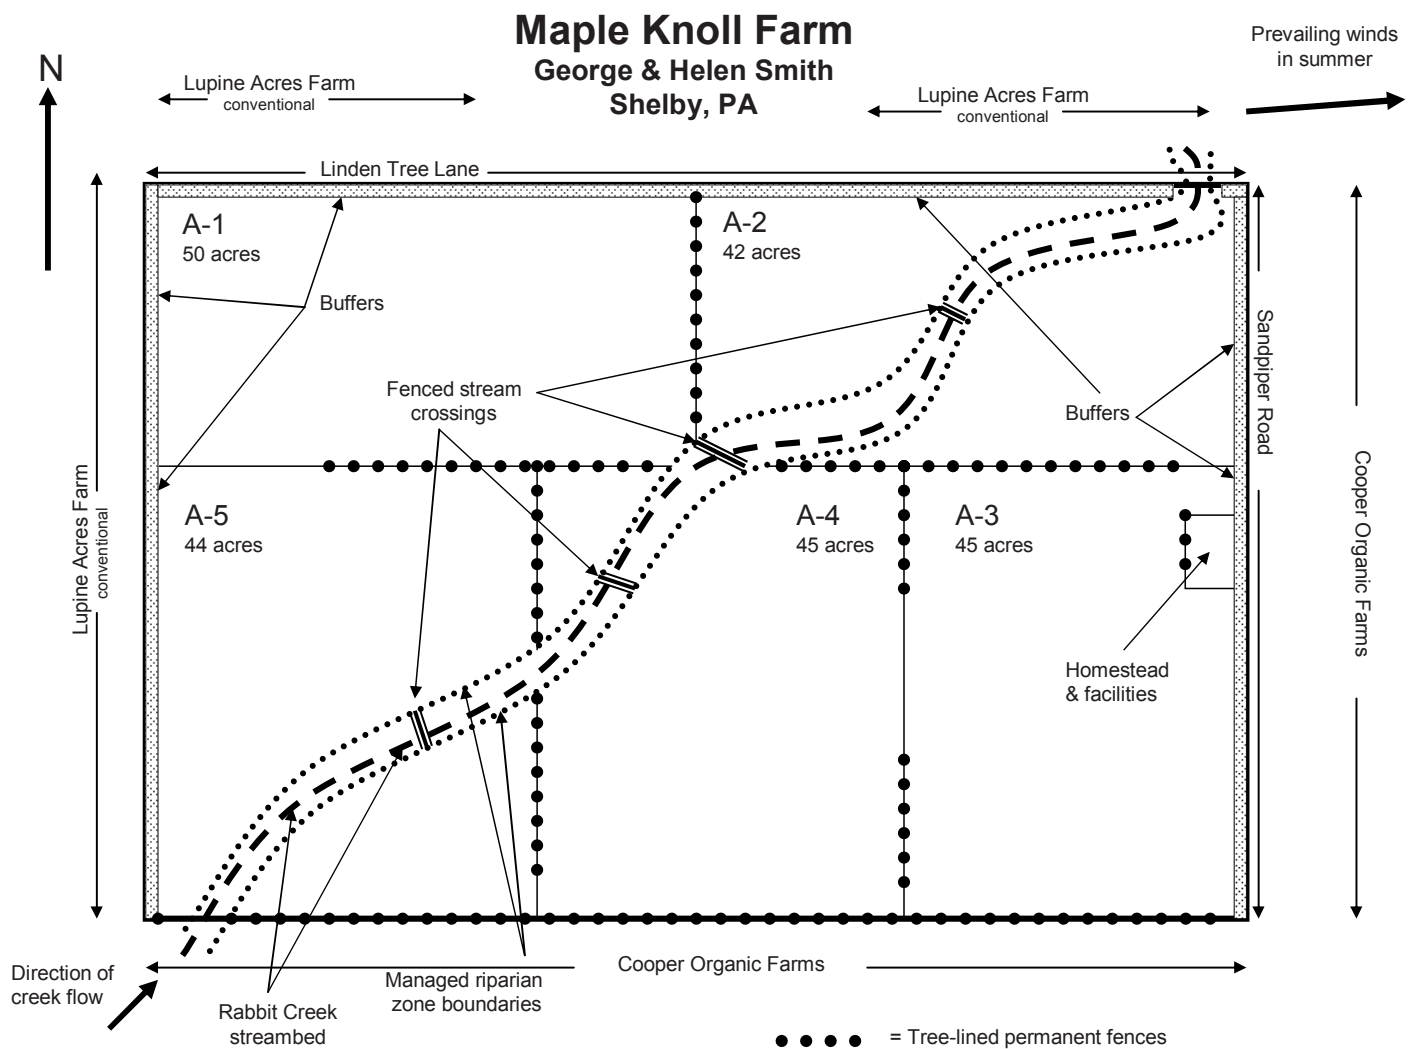 Maple Knoll Farm
George & Helen Smith
Shelby, PA
Prevailing winds
in summer
N
Lupine Acres Farm
conventional
Lupine Acres Farm
conventional
Linden Tree Lane
A-1
50 acres
A-2
42 acres
Buffers
Fenced stream
crossings
Buffers
Sandpiper Road
Cooper Organic Farms
Lupine Acres Farm
conventional
A-5
44 acres
A-4
45 acres
A-3
45 acres
Homestead
& facilities
Direction of
creek flow
Rabbit Creek
streambed
Managed riparian
zone boundaries
Cooper Organic Farms
= Tree-lined permanent fences